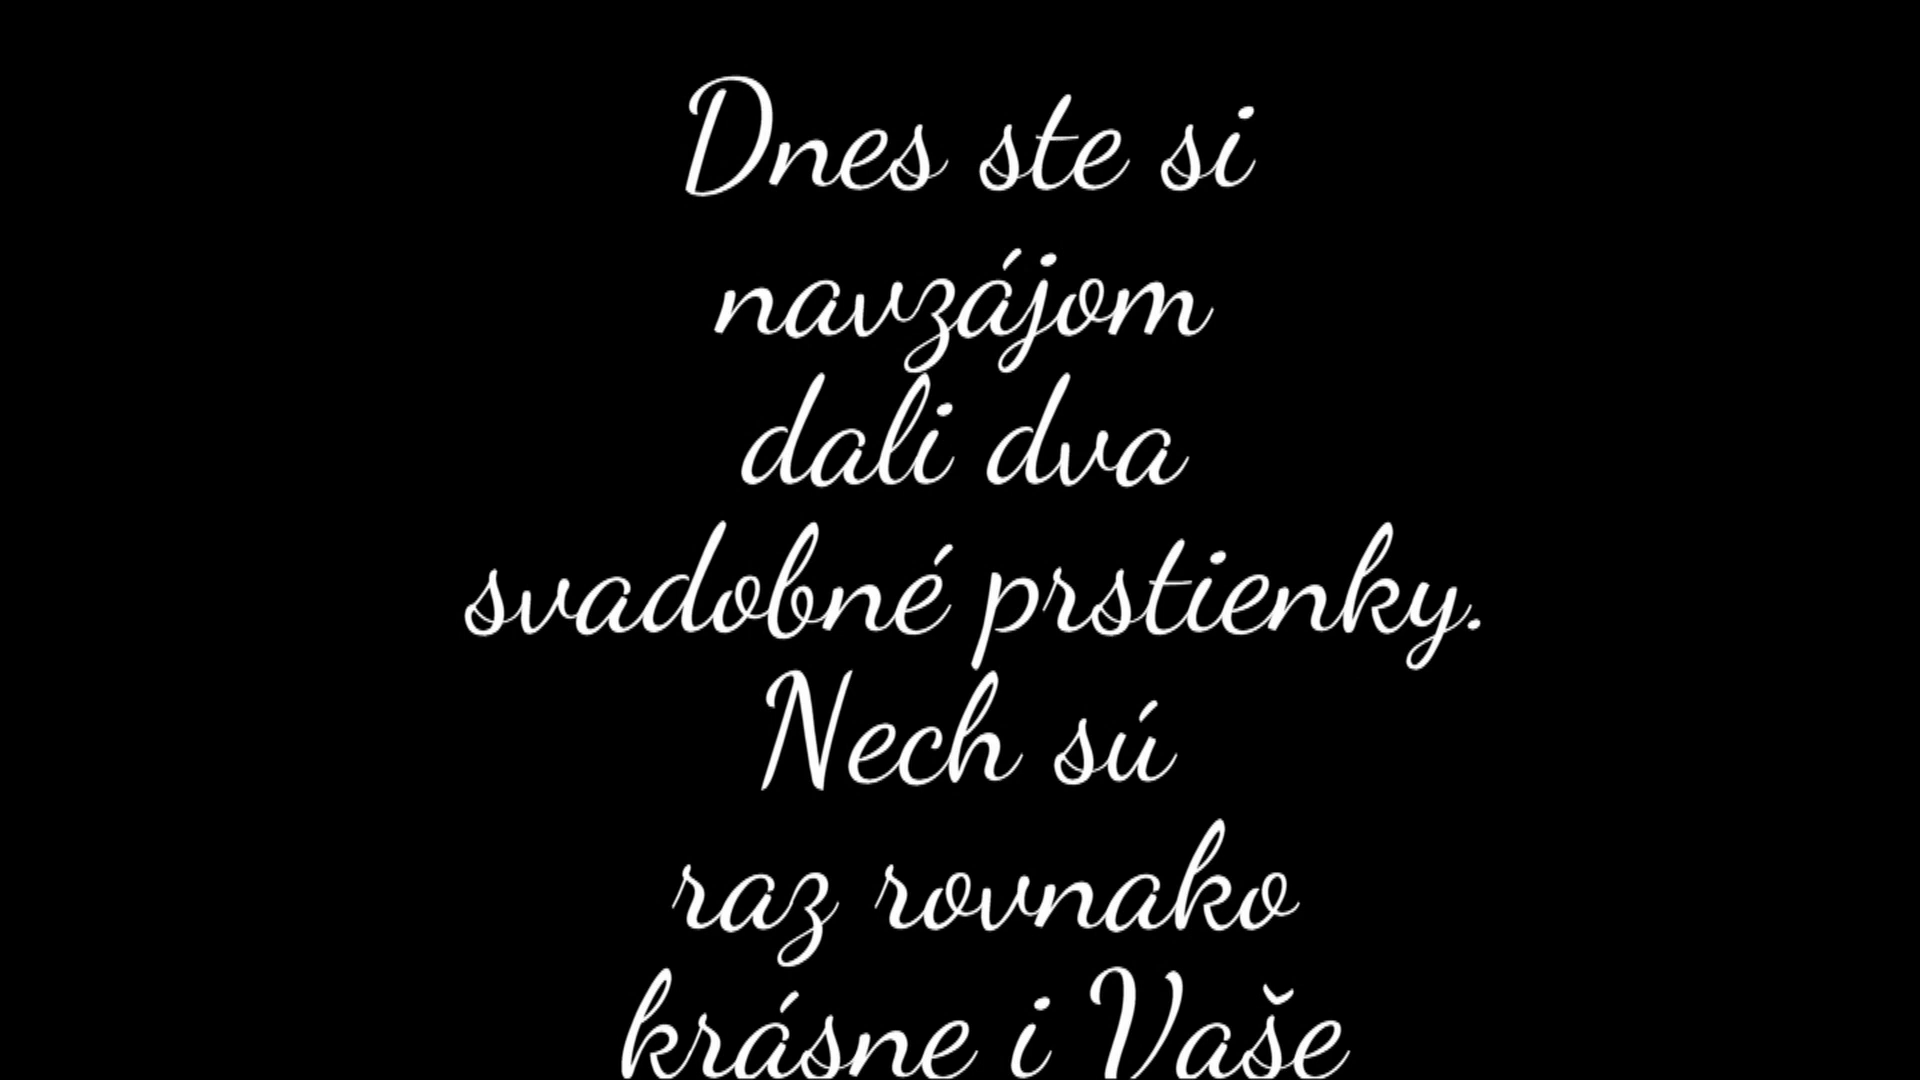 Dnes ste si
navzájom
dali dva
svadobné prstienky.
Nech sú
raz rovnako
krásne i Vaše